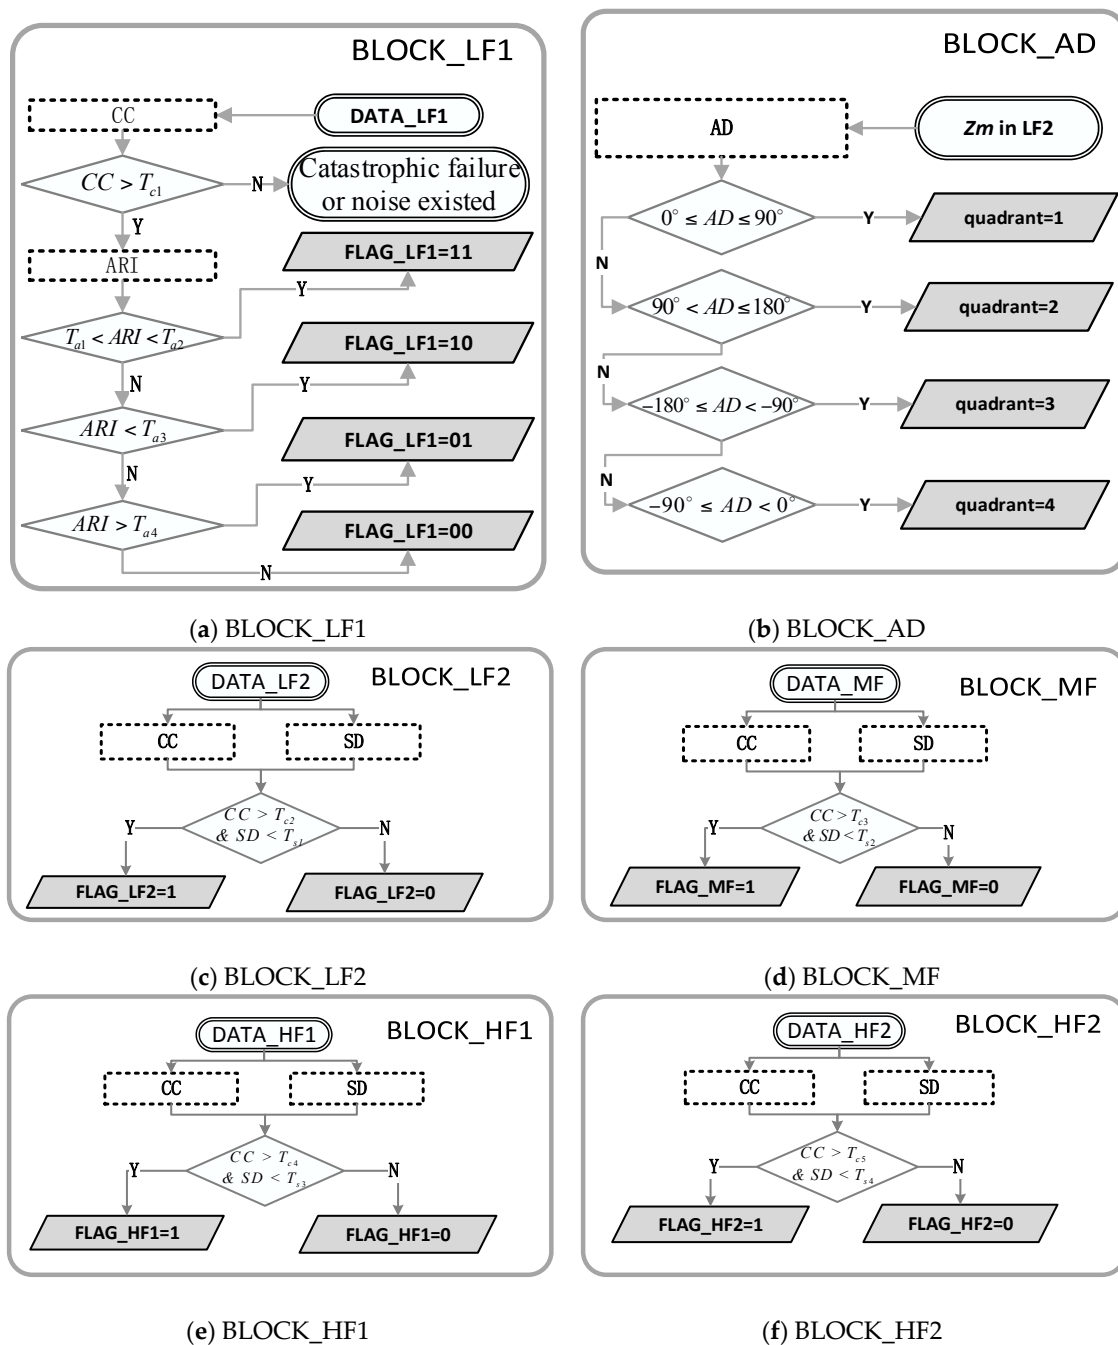 BLOCK_LF1
CC
DATA_LF1
CC > Tc1
N
Catastrophic failure
or noise existed
Y
ARI
FLAG_LF1=11
Y
Ta1 < ARI < Ta2
FLAG_LF1=10
N
Y
ARI < Ta3
FLAG_LF1=01
N
Y
ARI > Ta4
FLAG_LF1=00
N
(a) BLOCK_LF1
BLOCK_AD
AD
Zm in LF2
0° ≤ AD ≤ 90°
Y
quadrant=1
N
90° < AD ≤ 180°
Y
quadrant=2
N
−180° ≤ AD < −90°
Y
quadrant=3
N
−90° ≤ AD < 0°
Y
quadrant=4
(b) BLOCK_AD
BLOCK_LF2
DATA_LF2
CC
SD
CC > Tc2
& SD < Ts1
Y
N
FLAG_LF2=1
FLAG_LF2=0
(c) BLOCK_LF2
BLOCK_MF
DATA_MF
CC
SD
CC > Tc3
& SD < Ts2
Y
N
FLAG_MF=1
FLAG_MF=0
(d) BLOCK_MF
BLOCK_HF1
DATA_HF1
CC
SD
CC > Tc4
& SD < Ts3
Y
N
FLAG_HF1=1
FLAG_HF1=0
(e) BLOCK_HF1
BLOCK_HF2
DATA_HF2
CC
SD
CC > Tc5
& SD < Ts4
Y
N
FLAG_HF2=1
FLAG_HF2=0
(f) BLOCK_HF2